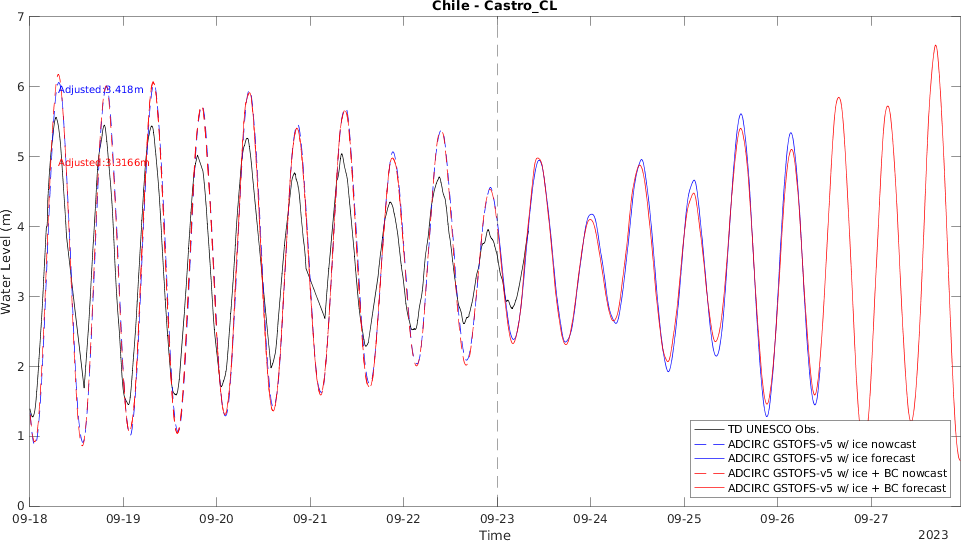 Chile - Castro_CL
7
6
5
4
3
2
1
0
Water Level (m)
Adjusted:3.418m
Adjusted:3.3166m
TD UNESCO Obs.
ADCIRC GSTOFS-v5 w/ ice nowcast
ADCIRC GSTOFS-v5 w/ ice forecast
ADCIRC GSTOFS-v5 w/ ice + BC nowcast
ADCIRC GSTOFS-v5 w/ ice + BC forecast
09-18 09-19 09-20 09-21 09-22 09-23 09-24 09-25 09-26 09-27
Time
2023